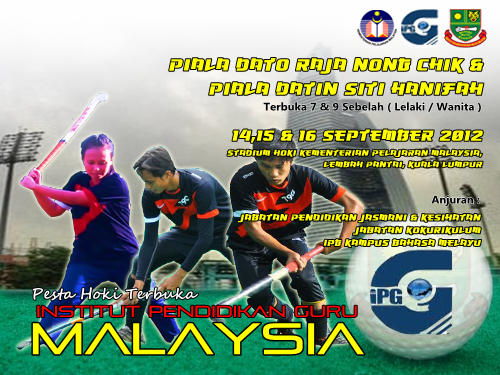 PIALA DATO RAJA NONG CHIK &
PIALA DATIN SITI HANIFAH
Terbuka 7 & 9 Sebelah ( Lelaki / Wanita )
14,15 & 16 SEPTEMBER 2012
STADIUM HOKI KEMENTERIAN PELAJARAN MALAYSIA,
LEMBAH PANTAI, KUALA LUMPUR
Anjuran :
JABATAN PENDIDIKAN JASMANI & KESIHATAN
JABATAN KOKURIKULUM
IPG KAMPUS BAHASA MELAYU
iPG
Pesta Hoki Terbuka
INSTITUT PENDIDIKAN GURU
MALAYSIA